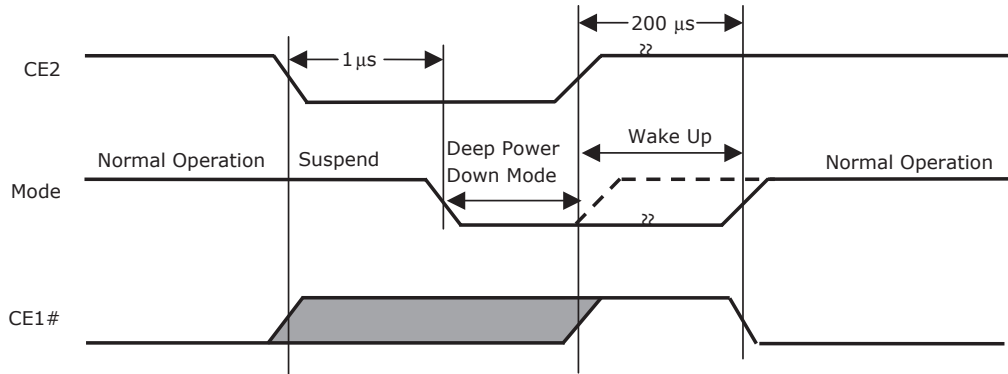 200 μs
CE2
1 μs
Normal Operation
Suspend
Deep Power
Down Mode
Wake Up
Normal Operation
Mode
CE1#